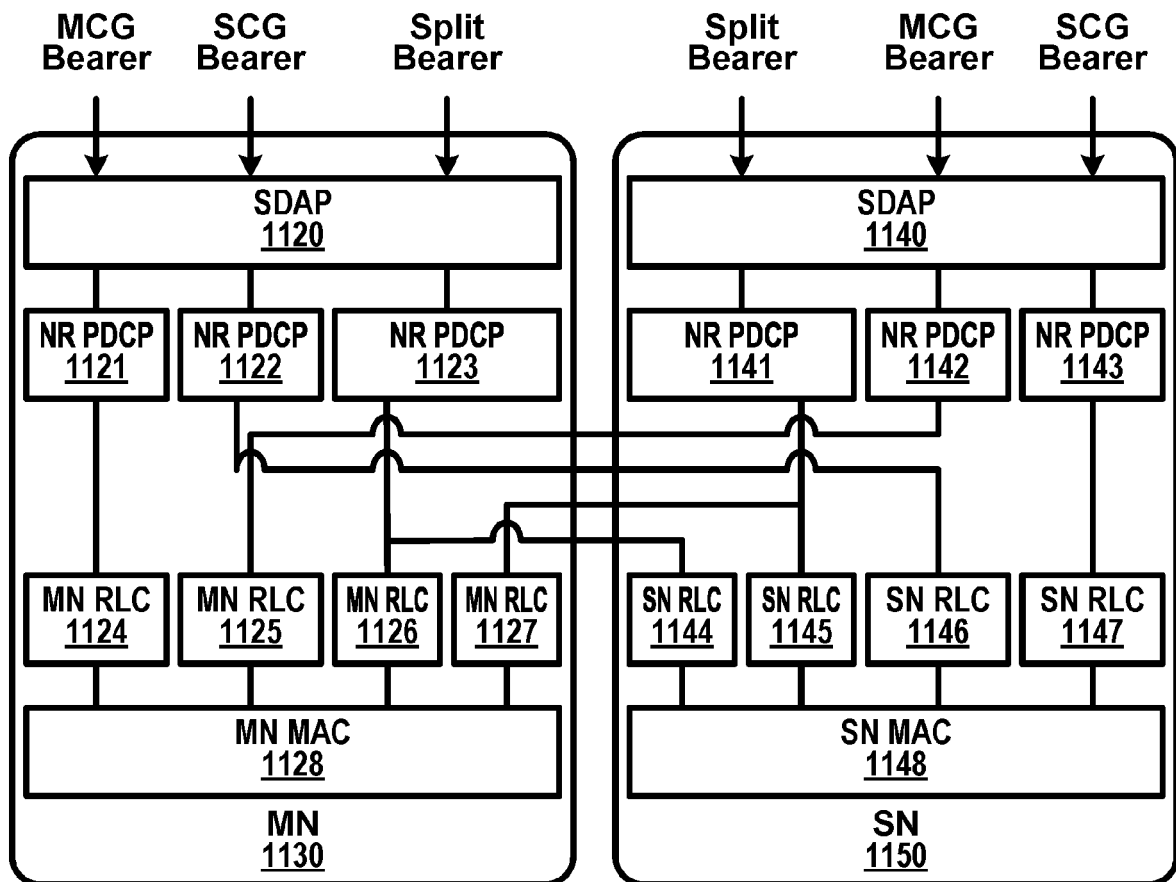 MCG Bearer SCG Bearer Split Bearer Split Bearer MCG Bearer SCG Bearer
SDAP 1120 SDAP 1140
NR PDCP 1121 NR PDCP 1122 NR PDCP 1123 NR PDCP 1141 NR PDCP 1142 NR PDCP 1143
MN RLC 1124 MN RLC 1125 MN RLC 1126 MN RLC 1127 SN RLC 1144 SN RLC 1145 SN RLC 1146 SN RLC 1147
MN MAC 1128 SN MAC 1148
MN 1130 SN 1150